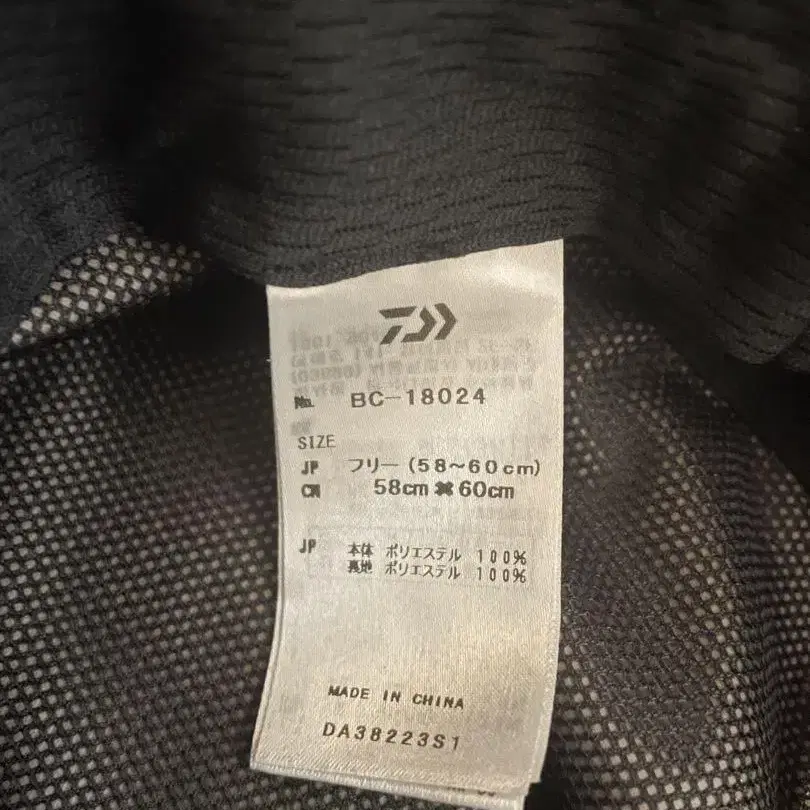 No. BC-18024
SIZE
JP フリー(58~60cm)
CN 58cm✖60cm
JP 本体 ポリエステル 100%
裏地 ポリエステル 100%
MADE IN CHINA
DA38223S1